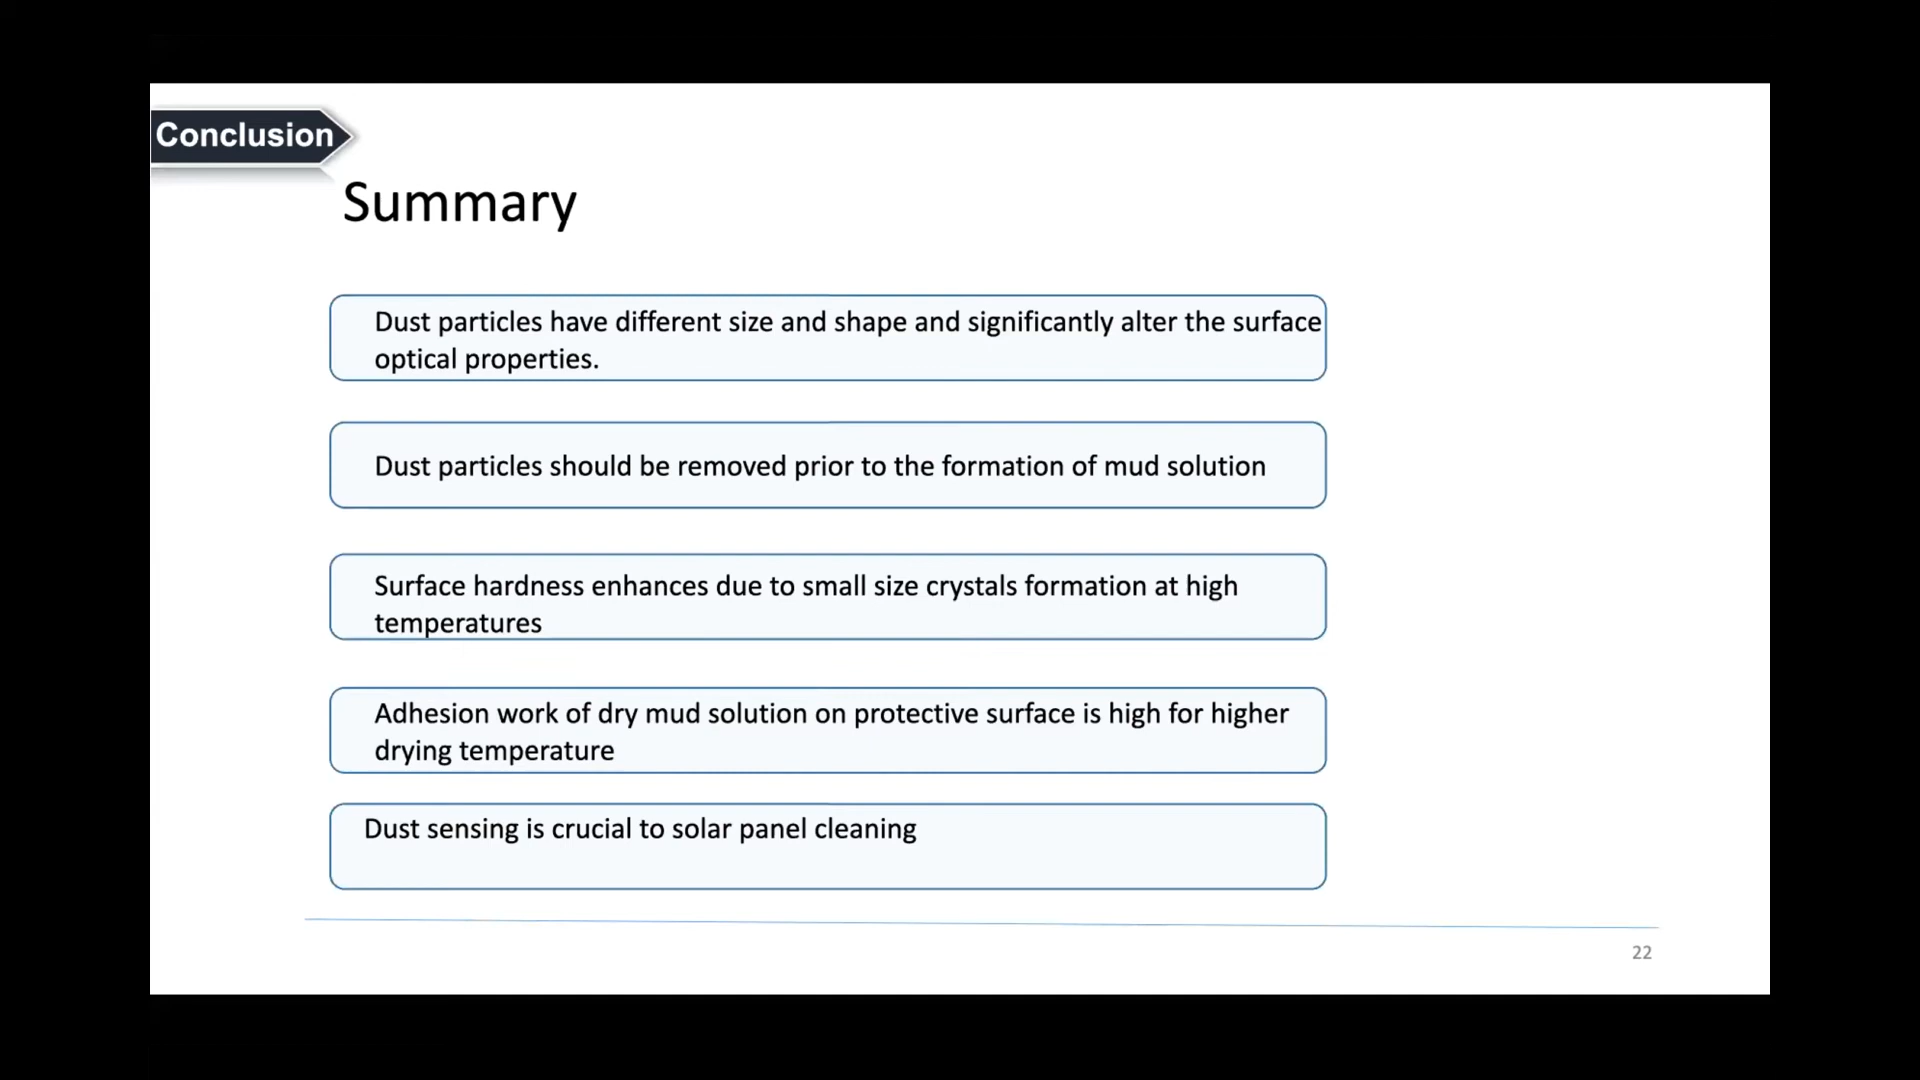 Conclusion
Summary
Dust particles have different size and shape and significantly alter the surface
optical properties.
Dust particles should be removed prior to the formation of mud solution
Surface hardness enhances due to small size crystals formation at high
temperatures
Adhesion work of dry mud solution on protective surface is high for higher
drying temperature
Dust sensing is crucial to solar panel cleaning
22